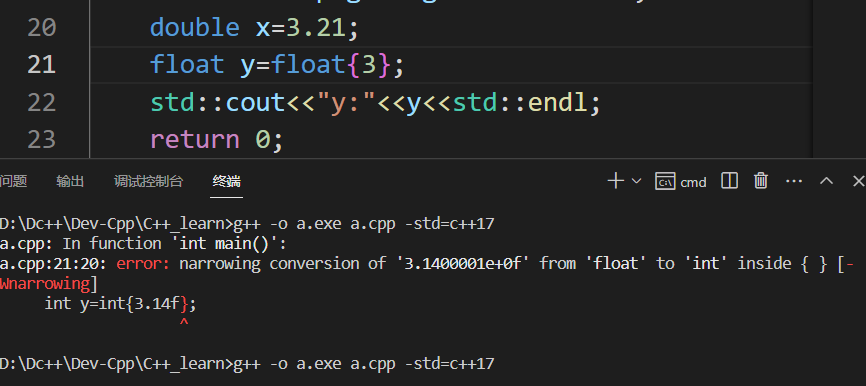 20 double x=3.21;
21 float y=float{3};
22 std::cout<<"y:"<<y<<std::endl;
23 return 0;
问题 输出 调试控制台 终端 cmd
D:\Dc++\Dev-Cpp\C++_learn>g++ -o a.exe a.cpp -std=c++17
a.cpp: In function 'int main()':
a.cpp:21:20: error: narrowing conversion of '3.1400001e+0f' from 'float' to 'int' inside { } [-
Wnarrowing]
int y=int{3.14f};
^
D:\Dc++\Dev-Cpp\C++_learn>g++ -o a.exe a.cpp -std=c++17